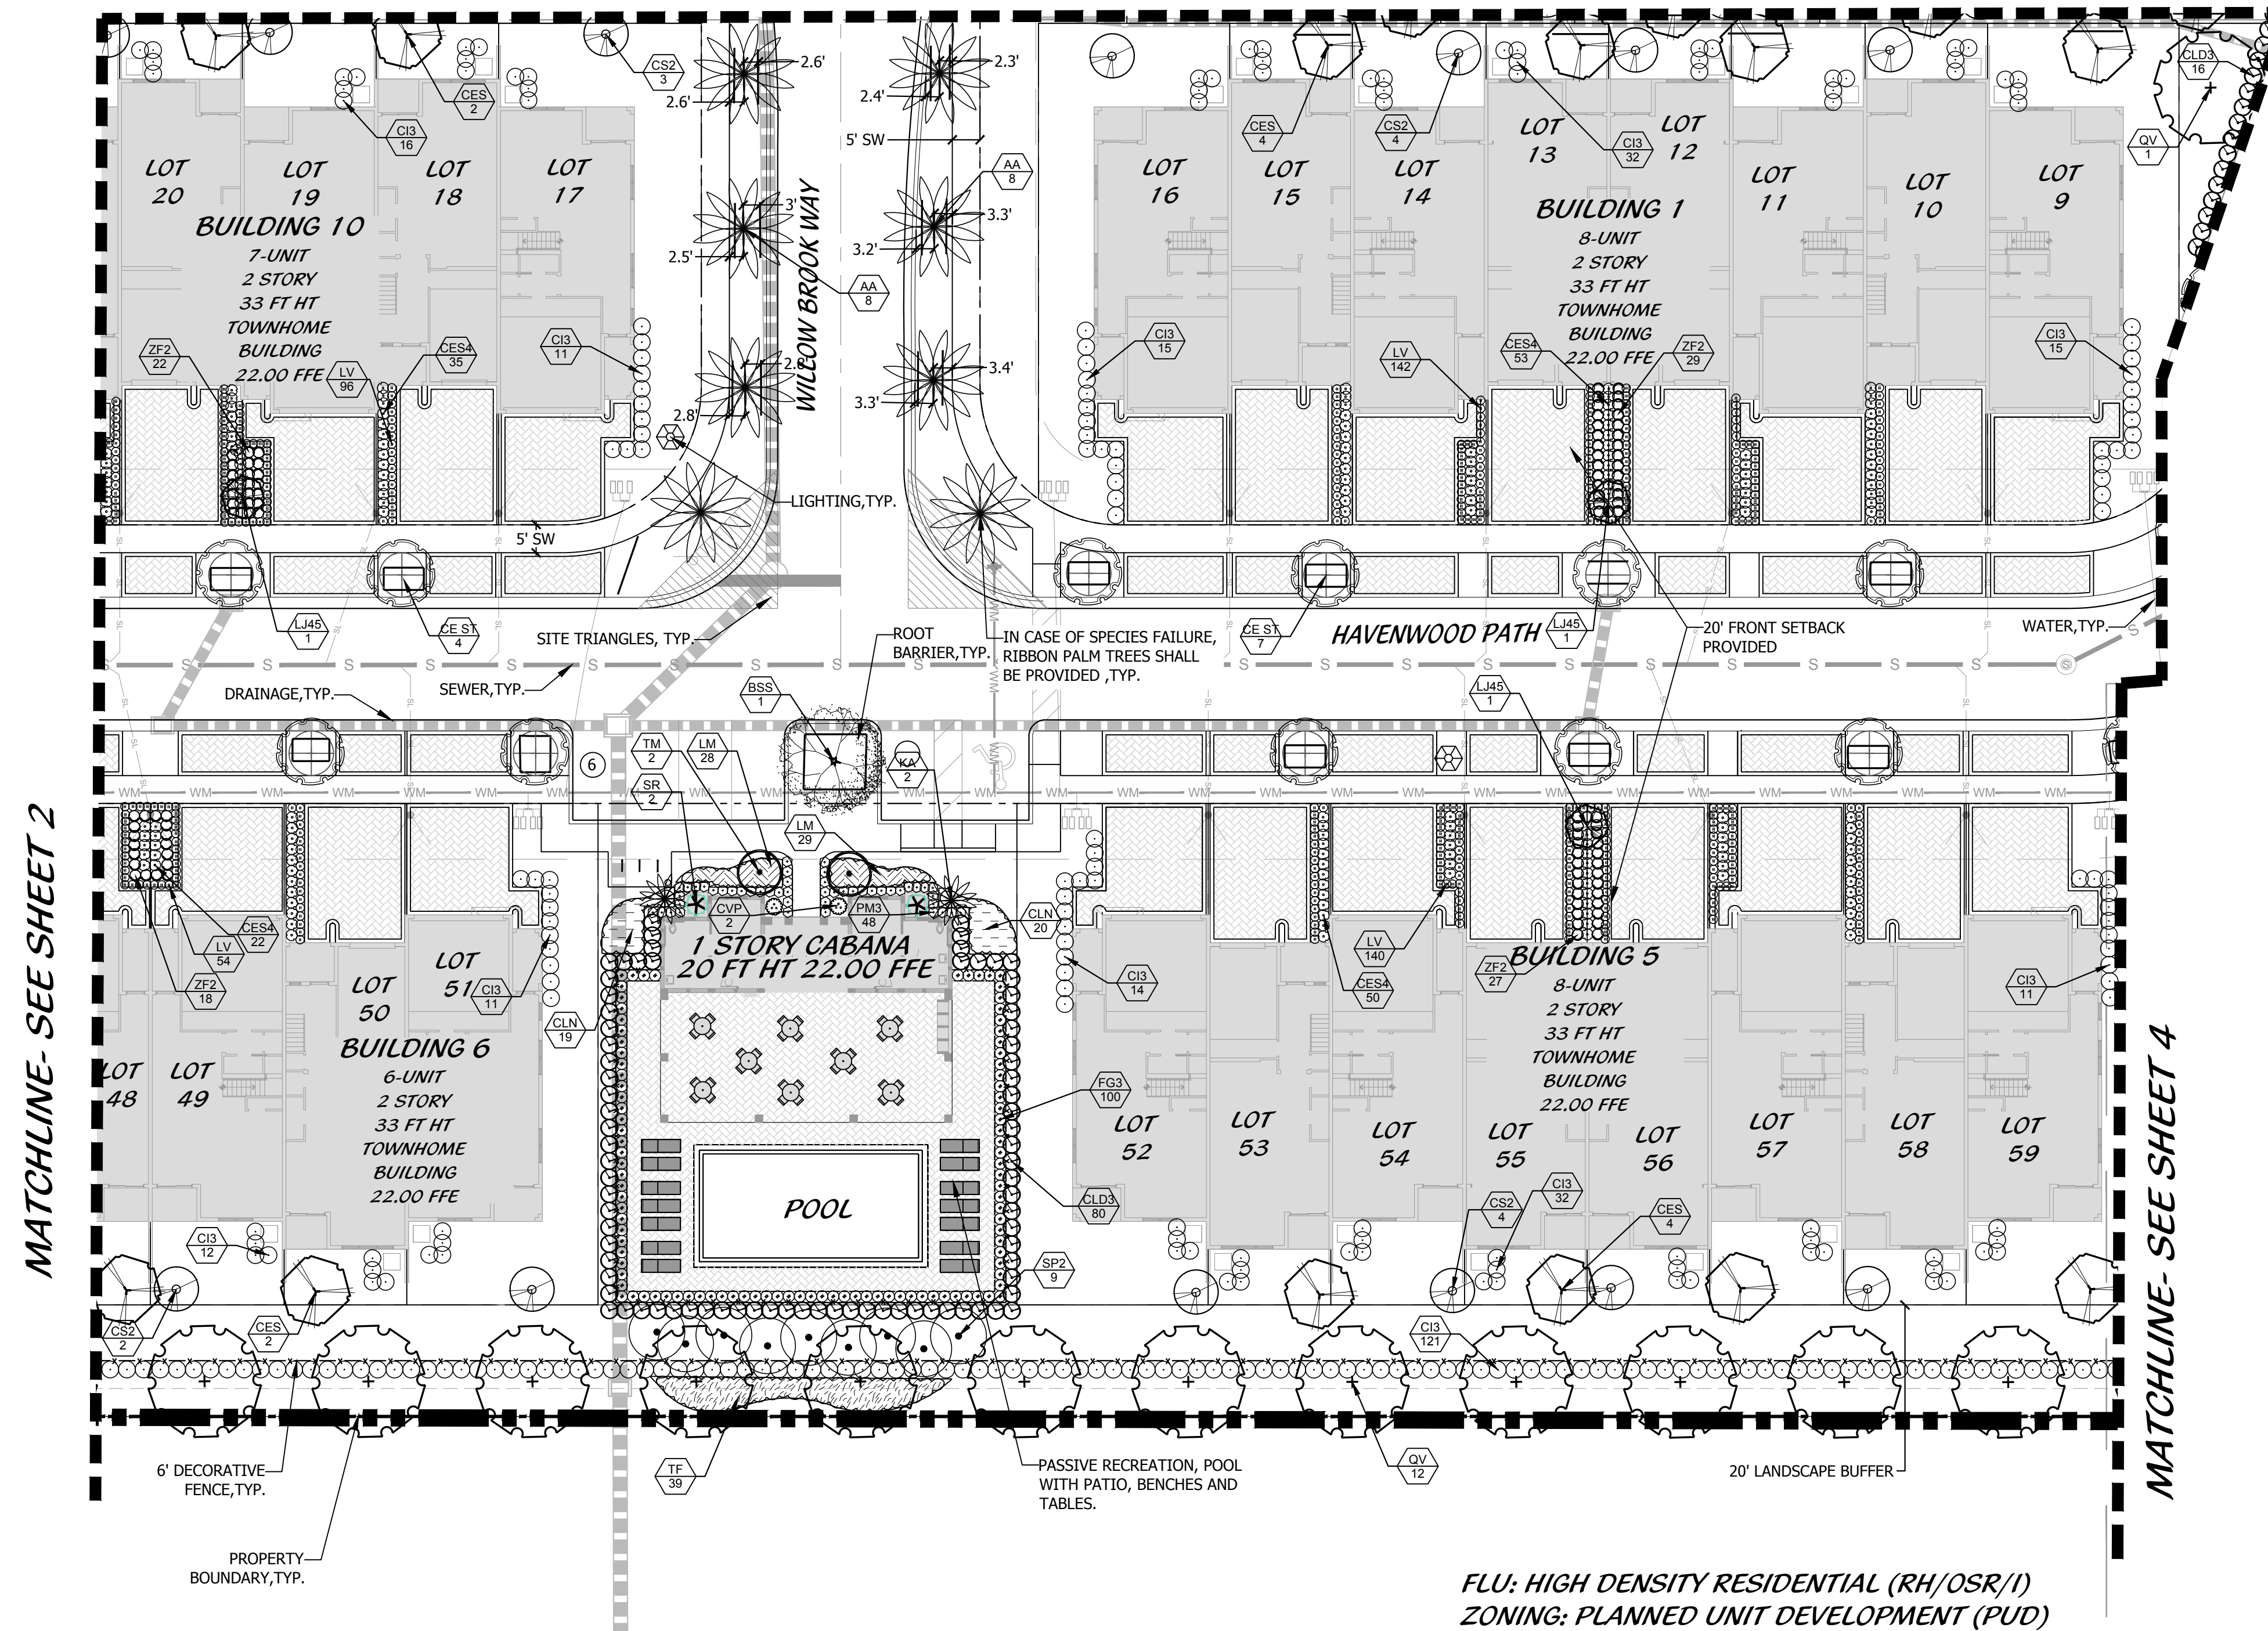 CS2
3
CES
2
CI3
16
2.6'
2.6'
2.3'
2.4'
5' SW
AA
8
3'
2.5'
3.3'
3.2'
AA
8
2.8'
2.8'
3.4'
3.3'
WILLOW BROOK WAY
CES
4
CS2
4
CI3
32
CLD3
16
QV
1
LOT
20
LOT
19
LOT
18
LOT
17
BUILDING 10
7-UNIT
2 STORY
33 FT HT
TOWNHOME
BUILDING
22.00 FFE
ZF2
22
LV
96
CES4
35
CI3
11
LOT
16
LOT
15
LOT
14
LOT
13
LOT
12
LOT
11
LOT
10
LOT
9
BUILDING 1
8-UNIT
2 STORY
33 FT HT
TOWNHOME
BUILDING
22.00 FFE
CI3
15
LV
142
CES4
53
ZF2
29
CI3
15
LIGHTING,TYP.
5' SW
LJ45
1
CE ST
4
SITE TRIANGLES, TYP.
SEWER,TYP.
DRAINAGE,TYP.
ROOT
BARRIER,TYP.
IN CASE OF SPECIES FAILURE,
RIBBON PALM TREES SHALL
BE PROVIDED ,TYP.
CE ST
7
HAVENWOOD PATH
LJ45
1
20' FRONT SETBACK
PROVIDED
WATER,TYP.
LJ45
1
BSS
1
6
TM
2
LM
28
SR
2
KA
2
LM
29
CVP
2
PM3
48
CLN
20
CLN
19
1 STORY CABANA
20 FT HT 22.00 FFE
POOL
CES4
22
LV
54
ZF2
18
CI3
11
LOT
48
LOT
49
LOT
50
LOT
51
BUILDING 6
6-UNIT
2 STORY
33 FT HT
TOWNHOME
BUILDING
22.00 FFE
CI3
12
CS2
2
CES
2
CI3
14
LV
140
CES4
50
ZF2
27
CI3
11
BUILDING 5
8-UNIT
2 STORY
33 FT HT
TOWNHOME
BUILDING
22.00 FFE
FG3
100
CLD3
80
SP2
9
LOT
52
LOT
53
LOT
54
LOT
55
LOT
56
LOT
57
LOT
58
LOT
59
CS2
4
CI3
32
CES
4
CI3
121
MATCHLINE- SEE SHEET 2
MATCHLINE- SEE SHEET 4
6' DECORATIVE
FENCE,TYP.
TF
39
PASSIVE RECREATION, POOL
WITH PATIO, BENCHES AND
TABLES.
QV
12
20' LANDSCAPE BUFFER
PROPERTY
BOUNDARY,TYP.
FLU: HIGH DENSITY RESIDENTIAL (RH/OSR/I)
ZONING: PLANNED UNIT DEVELOPMENT (PUD)